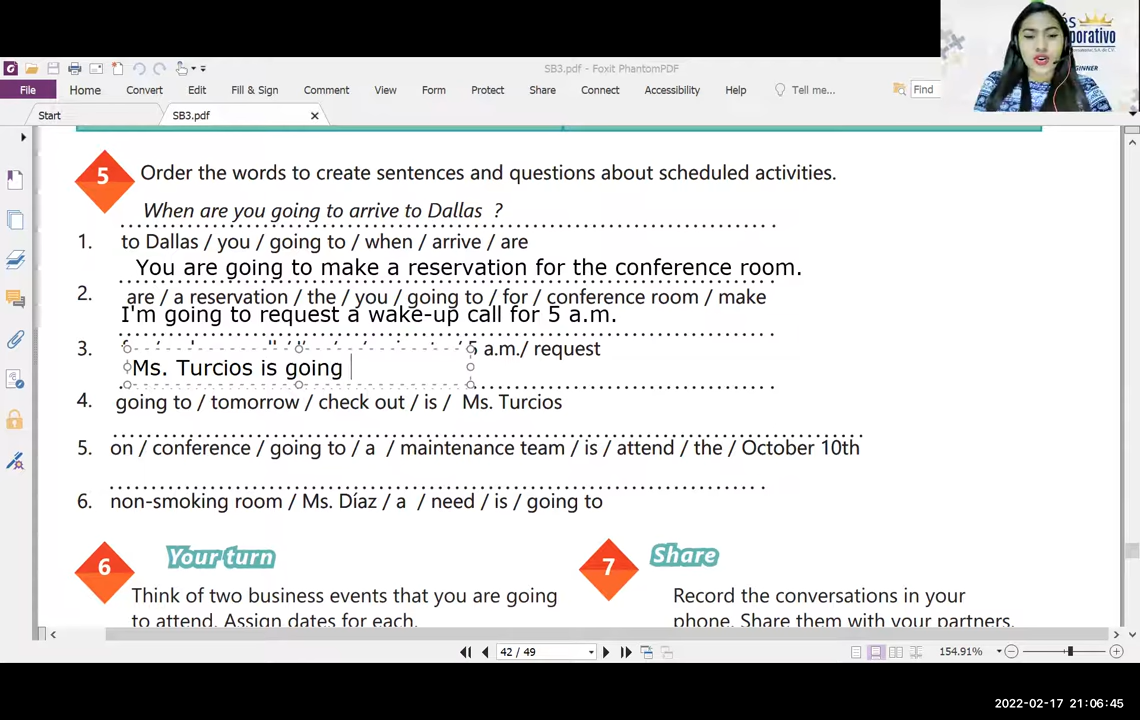 és
porativo
GINNER
SB3.pdf - Foxit PhantomPDF
File Home Convert Edit Fill & Sign Comment View Form Protect Share Connect Accessibility Help Tell me... Find
Start SB3.pdf
5 Order the words to create sentences and questions about scheduled activities.
When are you going to arrive to Dallas ?
1. to Dallas / you / going to / when / arrive / are
You are going to make a reservation for the conference room.
2. are / a reservation / the / you / going to / for / conference room / make
I'm going to request a wake-up call for 5 a.m.
3. 5 a.m./ request
Ms. Turcios is going
4. going to / tomorrow / check out / is / Ms. Turcios
5. on / conference / going to / a / maintenance team / is / attend / the / October 10th
6. non-smoking room / Ms. Díaz / a / need / is / going to
6 Your turn
Think of two business events that you are going
to attend. Assign dates for each.
7 Share
Record the conversations in your
phone. Share them with your partners.
42 / 49
154.91%
2022-02-17 21:06:45